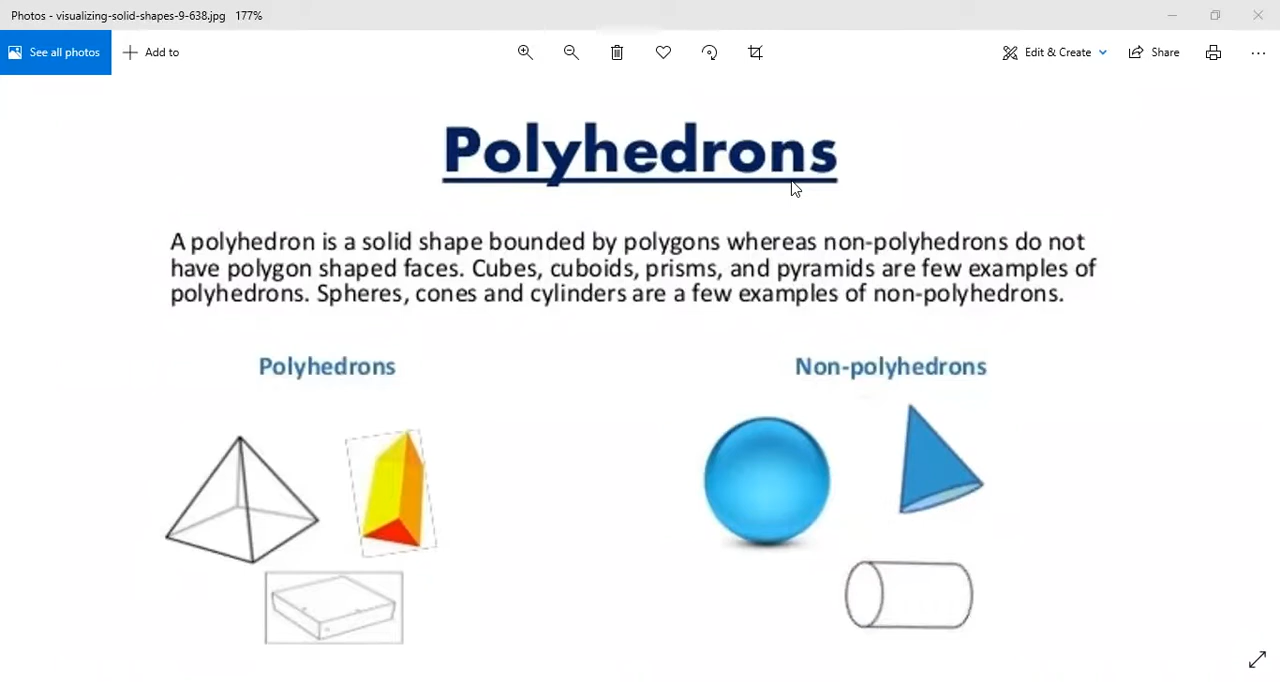 Photos - visualizing-solid-shapes-9-638.jpg 177%
See all photos
Add to
Edit & Create
Share
Polyhedrons
A polyhedron is a solid shape bounded by polygons whereas non-polyhedrons do not
have polygon shaped faces. Cubes, cuboids, prisms, and pyramids are few examples of
polyhedrons. Spheres, cones and cylinders are a few examples of non-polyhedrons.
Polyhedrons
Non-polyhedrons